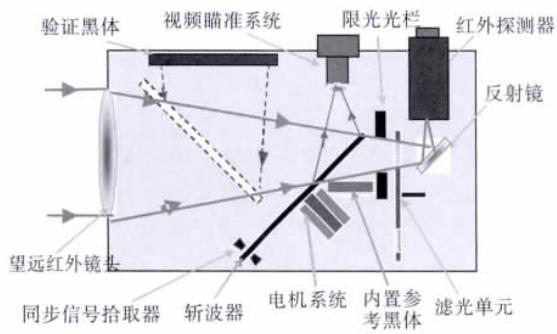 验证黑体
视频瞄准系统
限光光栏
红外探测器
反射镜
望远红外镜头
同步信号拾取器
斩波器
电机系统
内置参
考黑体
滤光单元